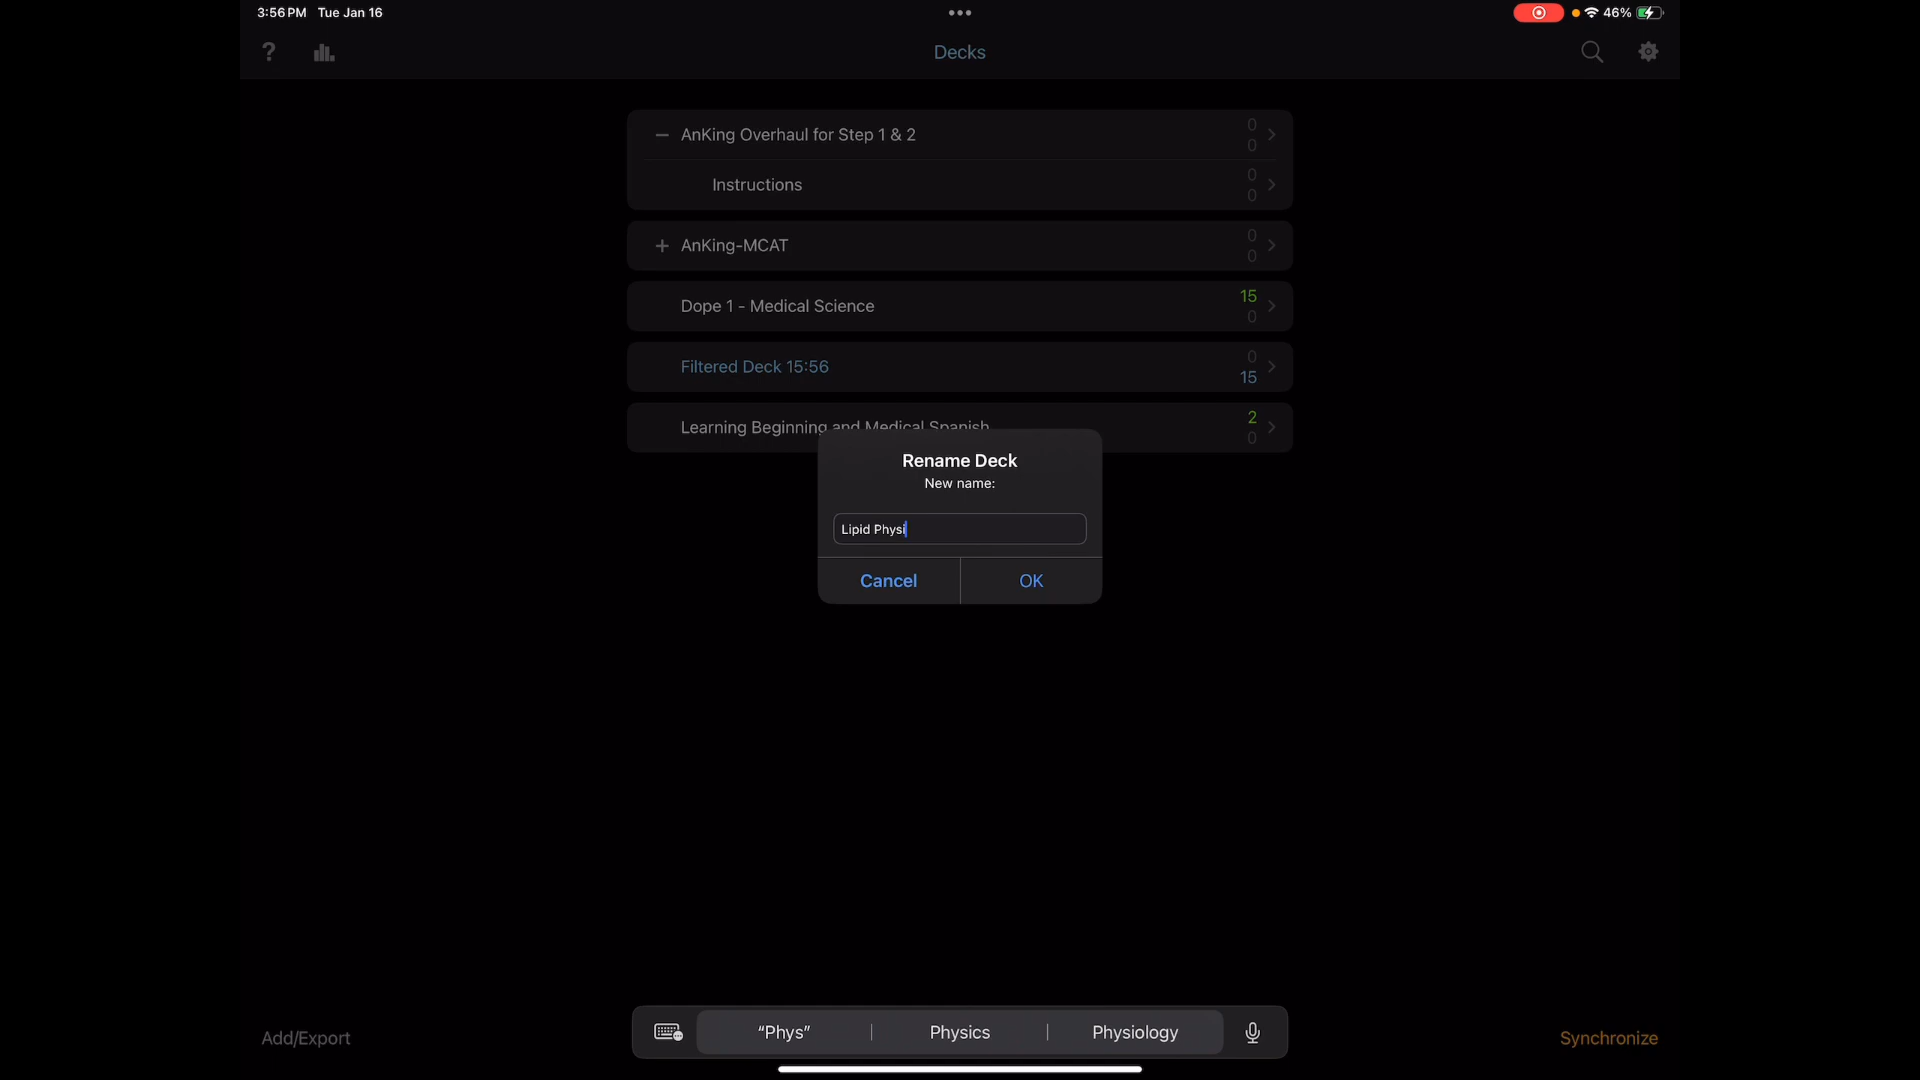 3:56 PM Tue Jan 16
46%
?
Decks
AnKing Overhaul for Step 1 & 2
0
0
Instructions
0
0
AnKing-MCAT
0
0
Dope 1 - Medical Science
15
0
Filtered Deck 15:56
0
15
Learning Beginning and Medical Spanish
2
0
Rename Deck
New name:
Lipid Physi
Cancel
OK
Add/Export
“Phys”
Physics
Physiology
Synchronize